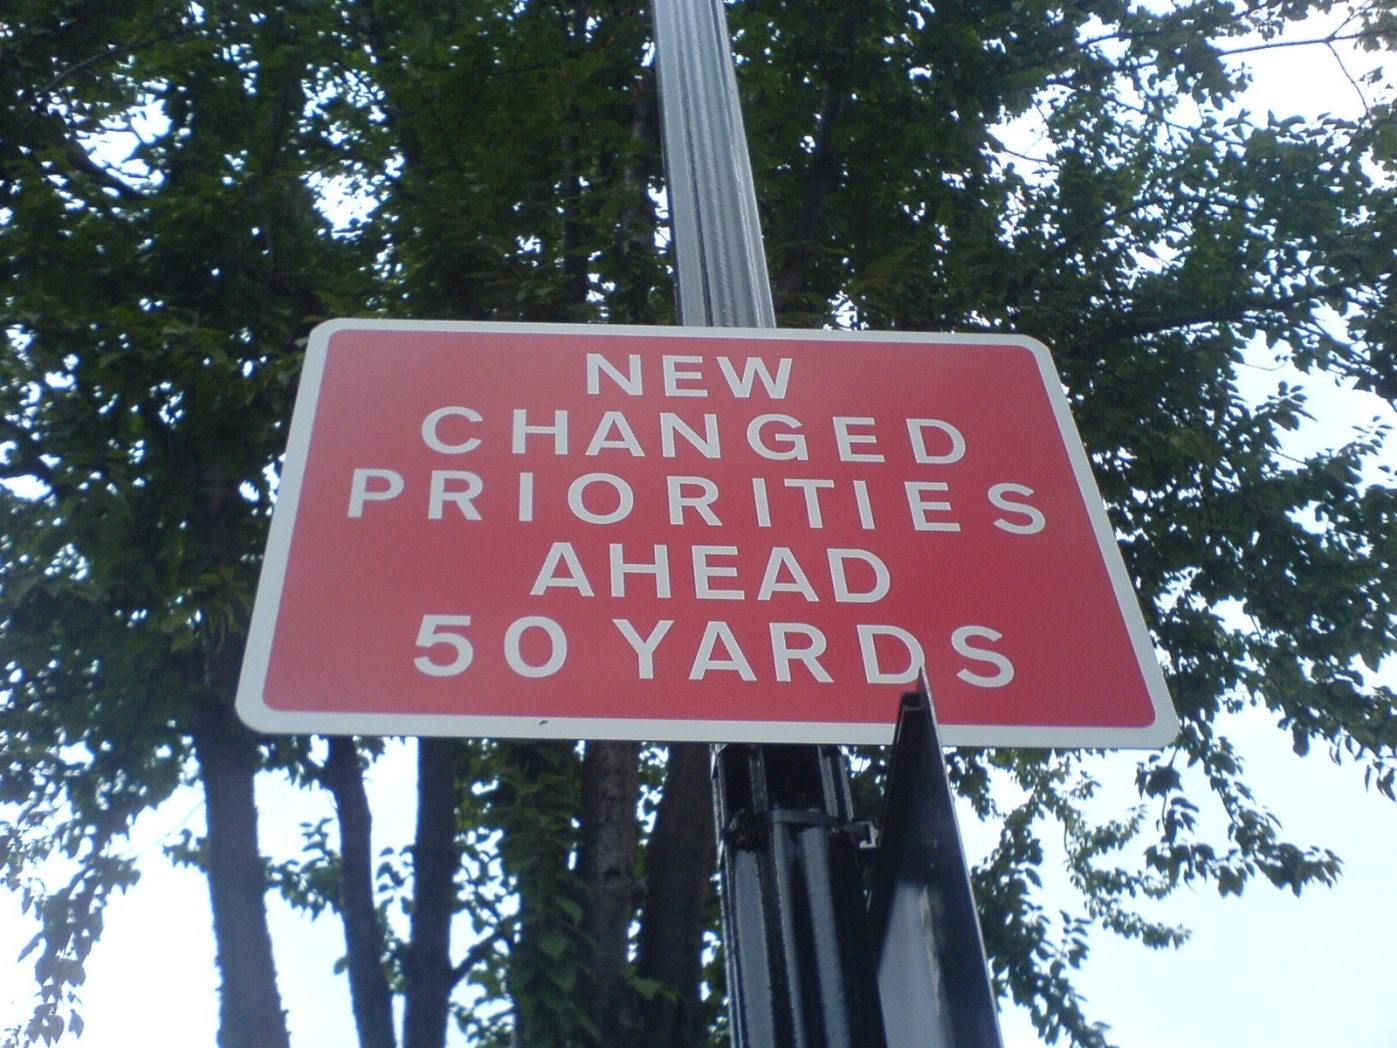 NEW
CHANGED
PRIORITIES
AHEAD
50 YARDS